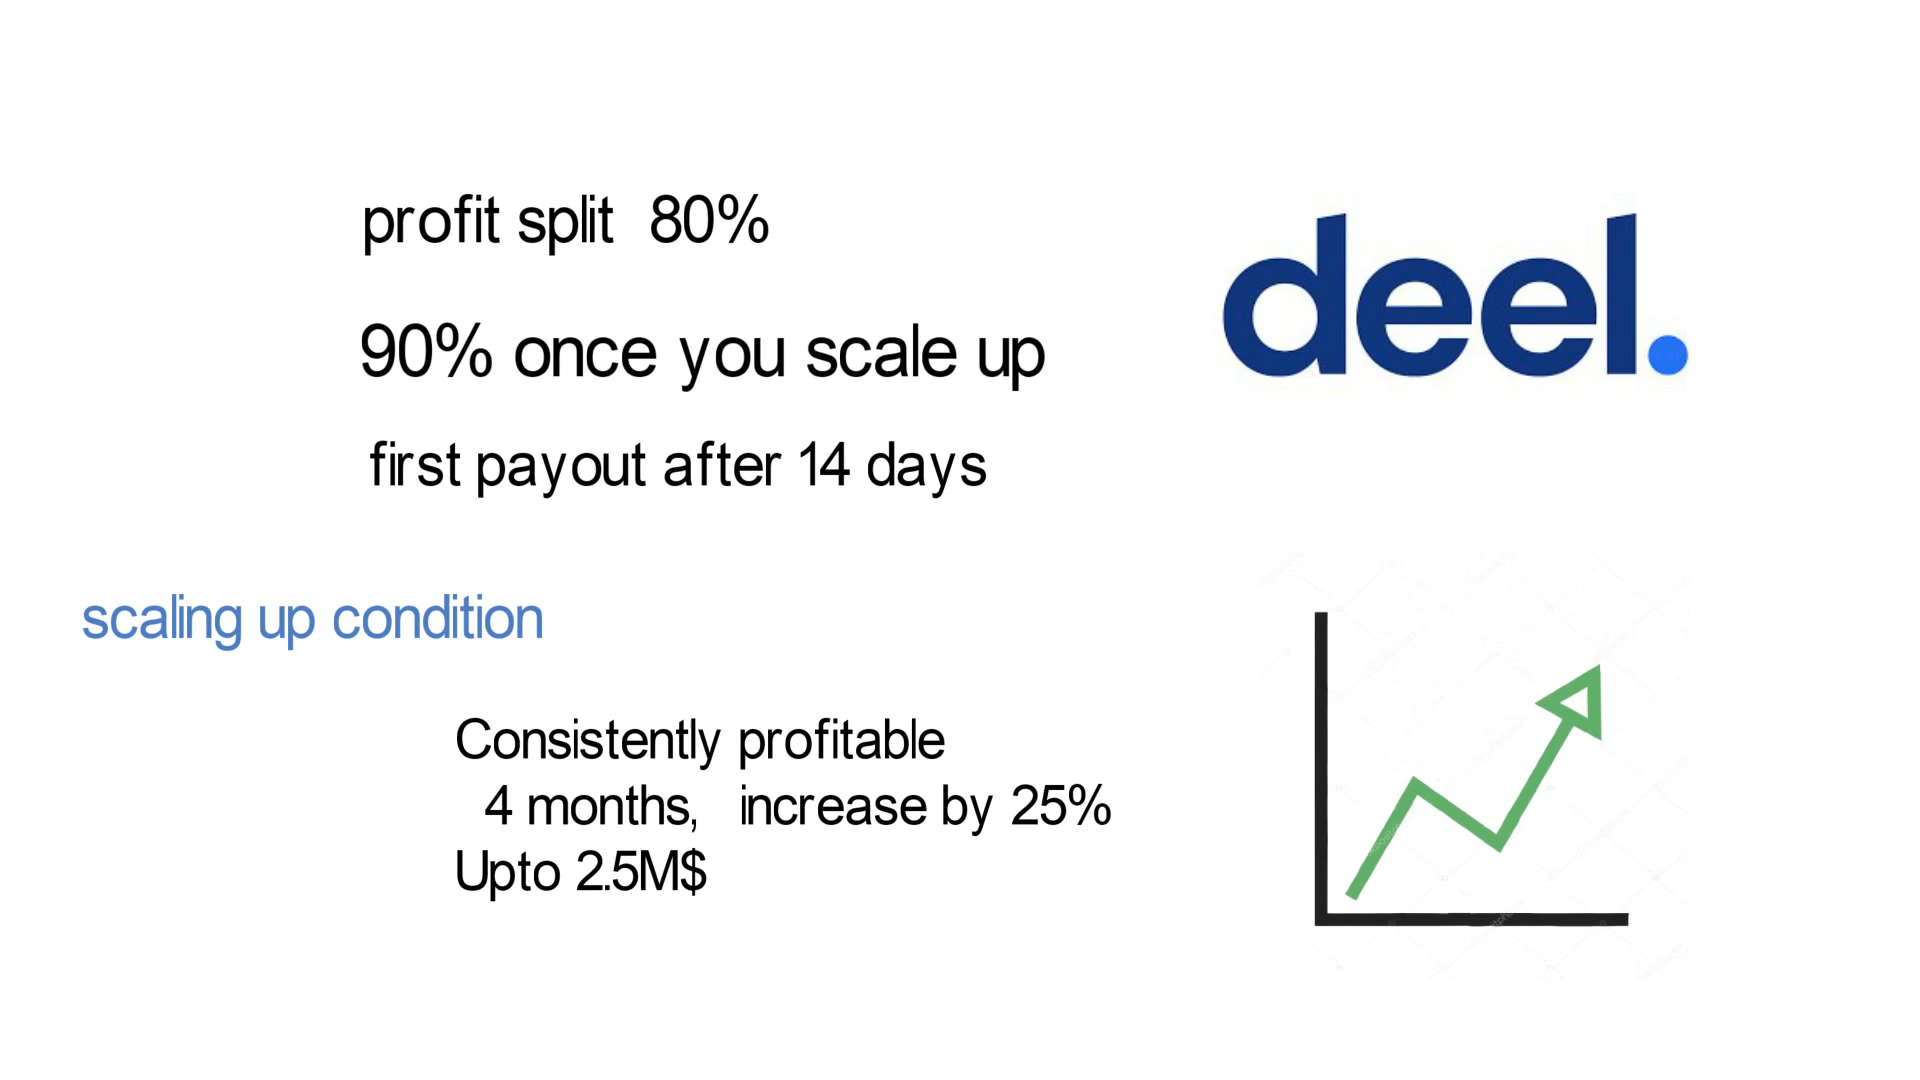 profit split 80%
deel.
90% once you scale up
first payout after 14 days
scaling up condition
Consistently profitable
4 months, increase by 25%
Upto 2.5M$